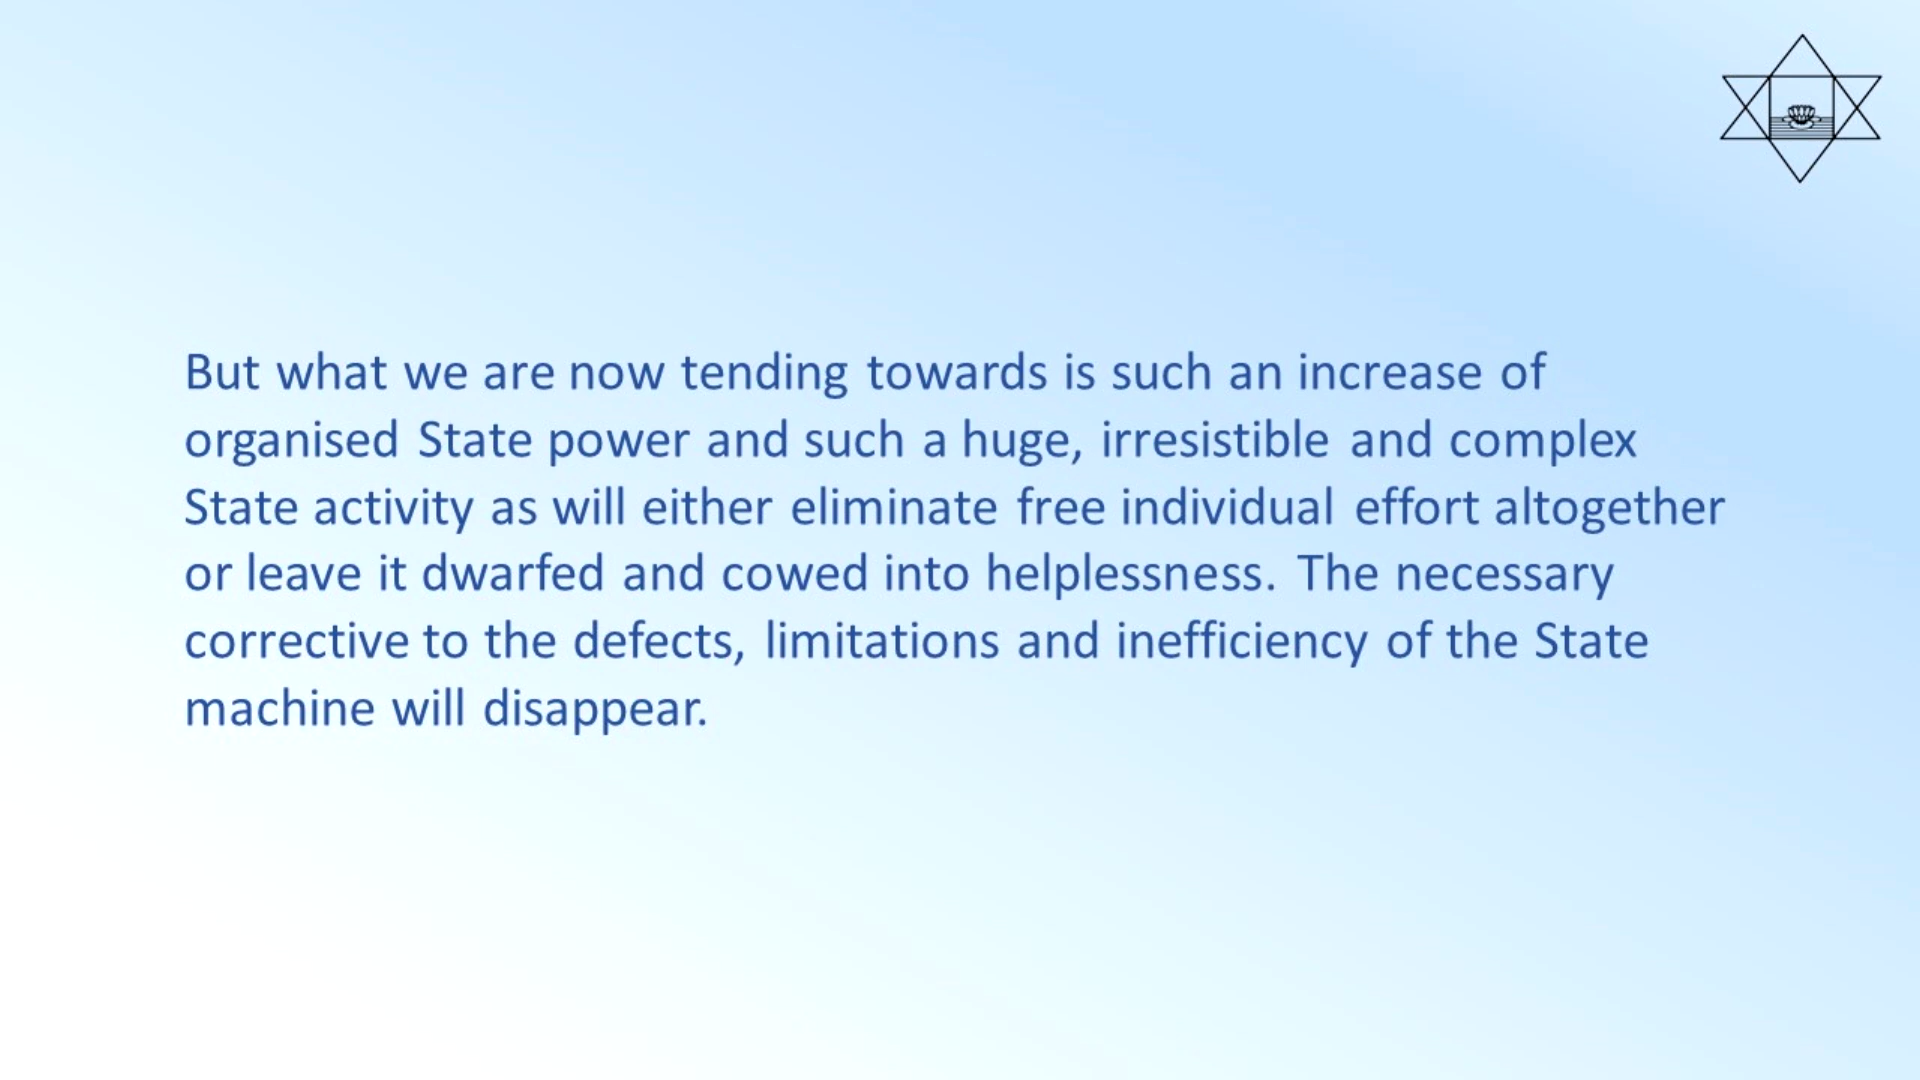 But what we are now tending towards is such an increase of
organised State power and such a huge, irresistible and complex
State activity as will either eliminate free individual effort altogether
or leave it dwarfed and cowed into helplessness. The necessary
corrective to the defects, limitations and inefficiency of the State
machine will disappear.